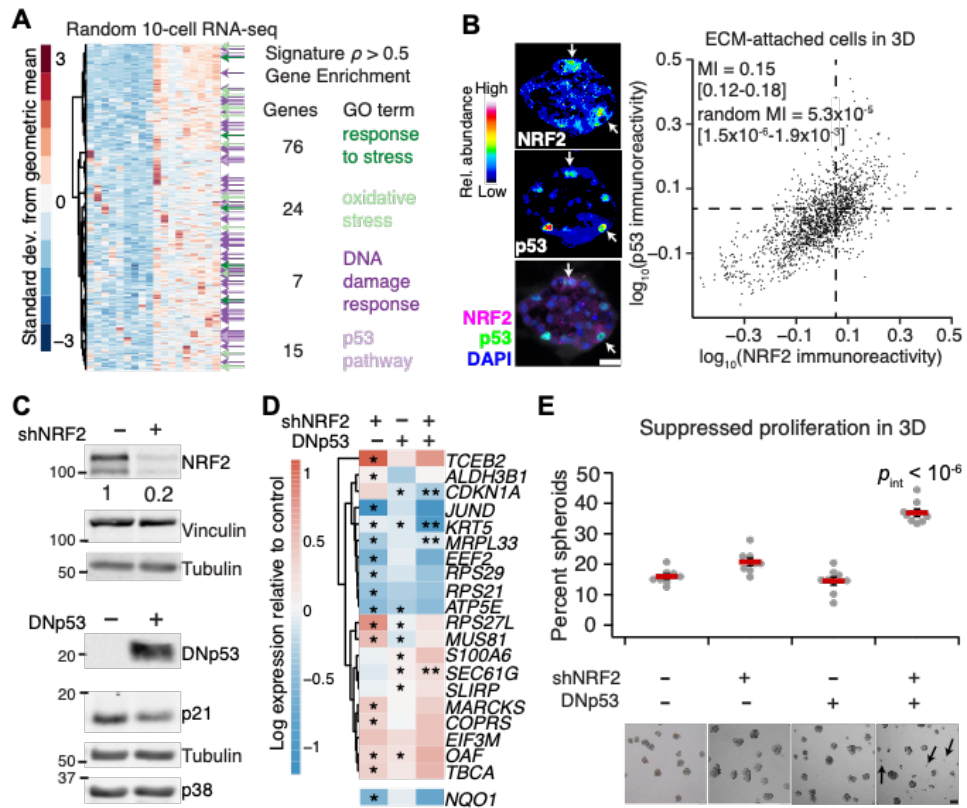 A
Random 10-cell RNA-seq
Standard dev. from geometric mean
3
0
−3
Signature ρ > 0.5
Gene Enrichment
Genes
GO term
76
response
to stress
24
oxidative
stress
7
DNA
damage
response
15
p53
pathway
B
High
Rel. abundance
Low
NRF2
p53
NRF2
p53
DAPI
ECM-attached cells in 3D
MI = 0.15
[0.12-0.18]
random MI = 5.3x10⁻⁵
[1.5x10⁻⁶-1.9x10⁻³]
log₁₀(p53 immunoreactivity)
0.5
0.3
0.1
−0.1
−0.5
−0.3
−0.1
0.1
0.3
0.5
log₁₀(NRF2 immunoreactivity)
C
shNRF2
−
+
100
NRF2
1
0.2
100
Vinculin
50
Tubulin
DNp53
−
+
20
DNp53
20
p21
50
Tubulin
37
p38
D
shNRF2
+
−
+
DNp53
−
+
+
Log expression relative to control
1
0.5
0
−0.5
−1
* TCEB2
* ALDH3B1
* ** CDKN1A
* JUND
* * ** KRT5
* ** MRPL33
* EEF2
* RPS29
* RPS21
* * ATP5E
* * RPS27L
* * MUS81
* S100A6
* ** SEC61G
* SLIRP
* MARCKS
* COPRS
EIF3M
* * OAF
* TBCA
* NQO1
E
Suppressed proliferation in 3D
p_int < 10⁻⁶
Percent spheroids
50
40
30
20
10
0
shNRF2
−
+
−
+
DNp53
−
−
+
+